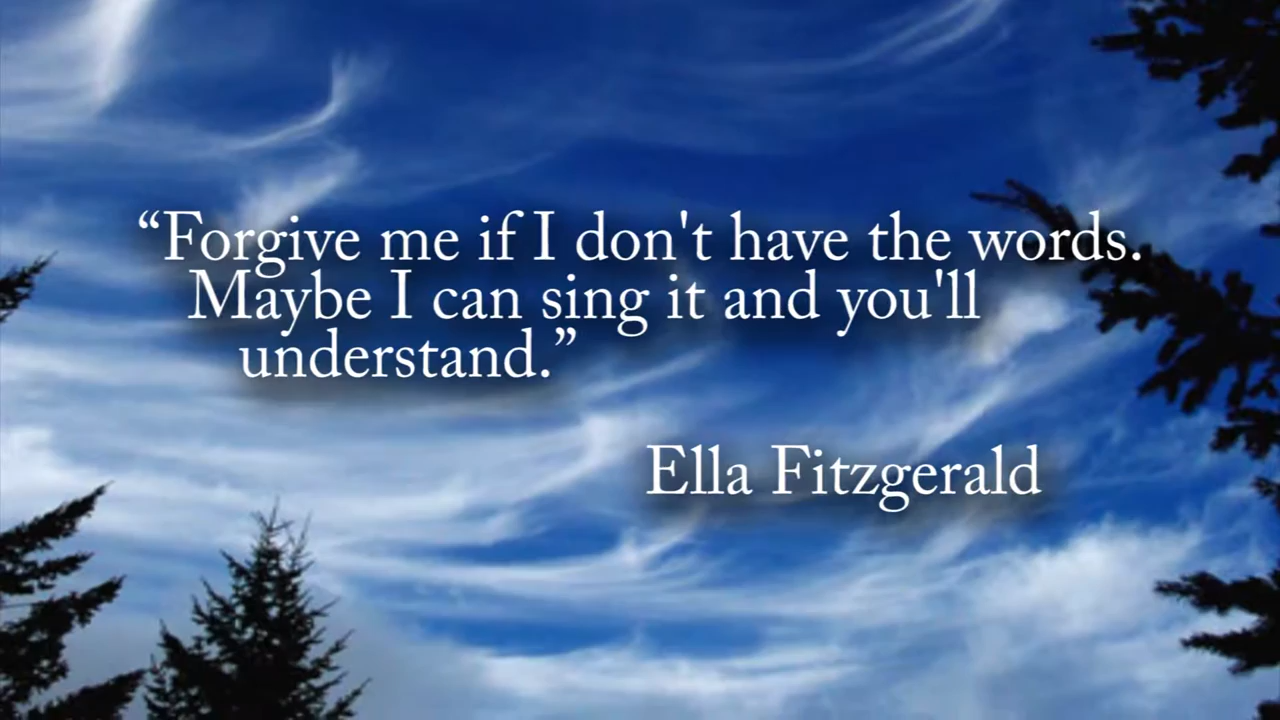 “Forgive me if I don't have the words.
Maybe I can sing it and you'll
understand.”
Ella Fitzgerald